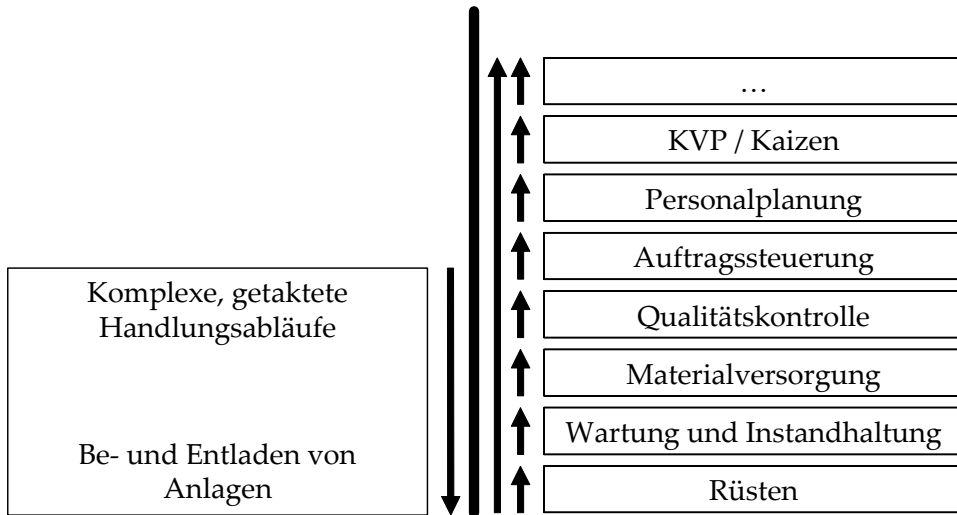 Komplexe, getaktete
Handlungsabläufe
Be- und Entladen von
Anlagen
…
KVP / Kaizen
Personalplanung
Auftragssteuerung
Qualitätskontrolle
Materialversorgung
Wartung und Instandhaltung
Rüsten